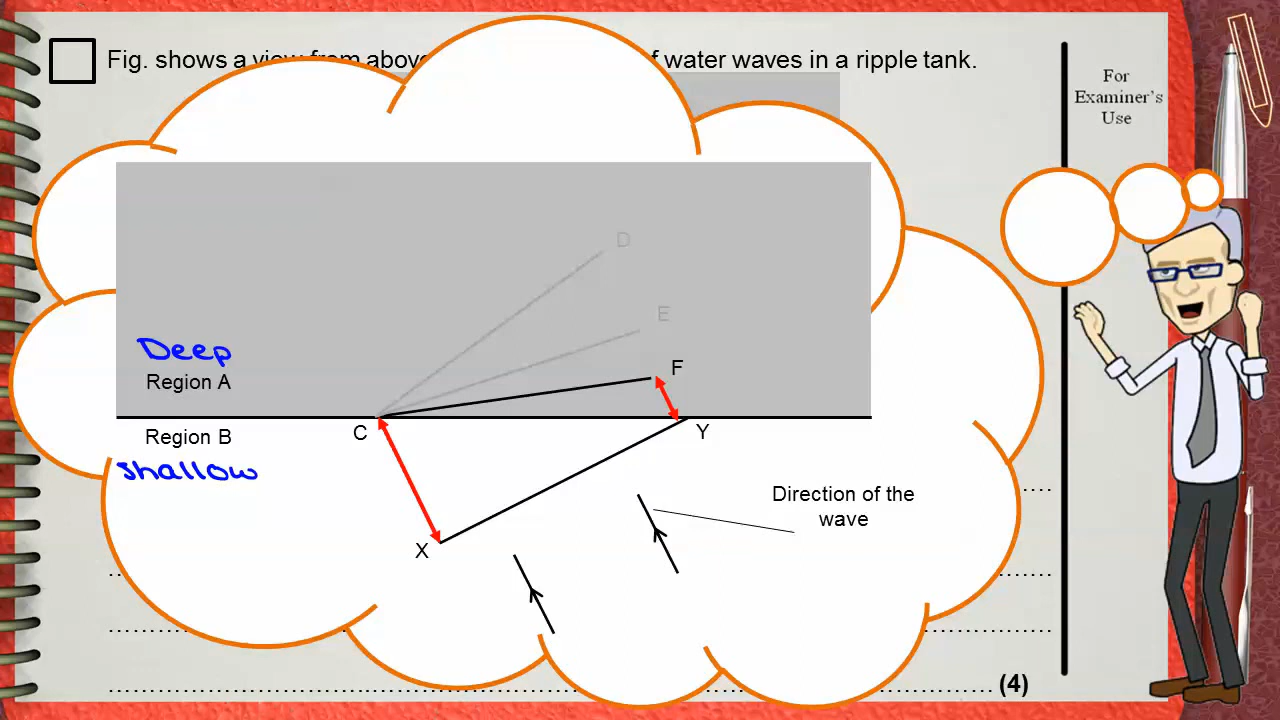 Fig. shows a view from above f water waves in a ripple tank.
For
Examiner's
Use
D
E
Deep
F
Region A
C
Y
Region B
shallow
Direction of the
wave
X
(4)